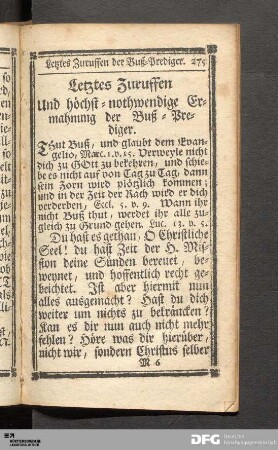 Letztes Zuruffen der Buß-Prediger. 275
Letztes Zuruffen
Und höchst-nothwendige Er-
mahnung der Buß-Pre-
diger.
THut Buß, und glaubt dem Evan-
gelio, Marc. 1. v. 15. Verweyle nicht
dich zu GOtt zu bekehren, und schie-
be es nicht auf von Tag zu Tag, dann
sein Zorn wird plötzlich kommen;
und in der Zeit der Rach wird er dich
verderben, Eccl. 5. v. 9. Wann ihr
nicht Buß thut, werdet ihr alle zu-
gleich zu Grund gehen. Luc. 13. v. 5.
Du hast es gethan, O Christliche
Seel! du hast Zeit der H. Mis-
sion deine Sünden bereuet, be-
weynet, und hoffentlich recht ge-
beichtet. Ist aber hiermit nun
alles ausgemacht? Hast du dich
weiter um nichts zu bekräncken?
Kan es dir nun auch nicht mehr
fehlen? Höre was dir hierüber,
nicht wir, sondern Christus selber
M 6
DFG